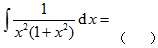 ∫ 1/(x²(1+x²)) dx = （ ）